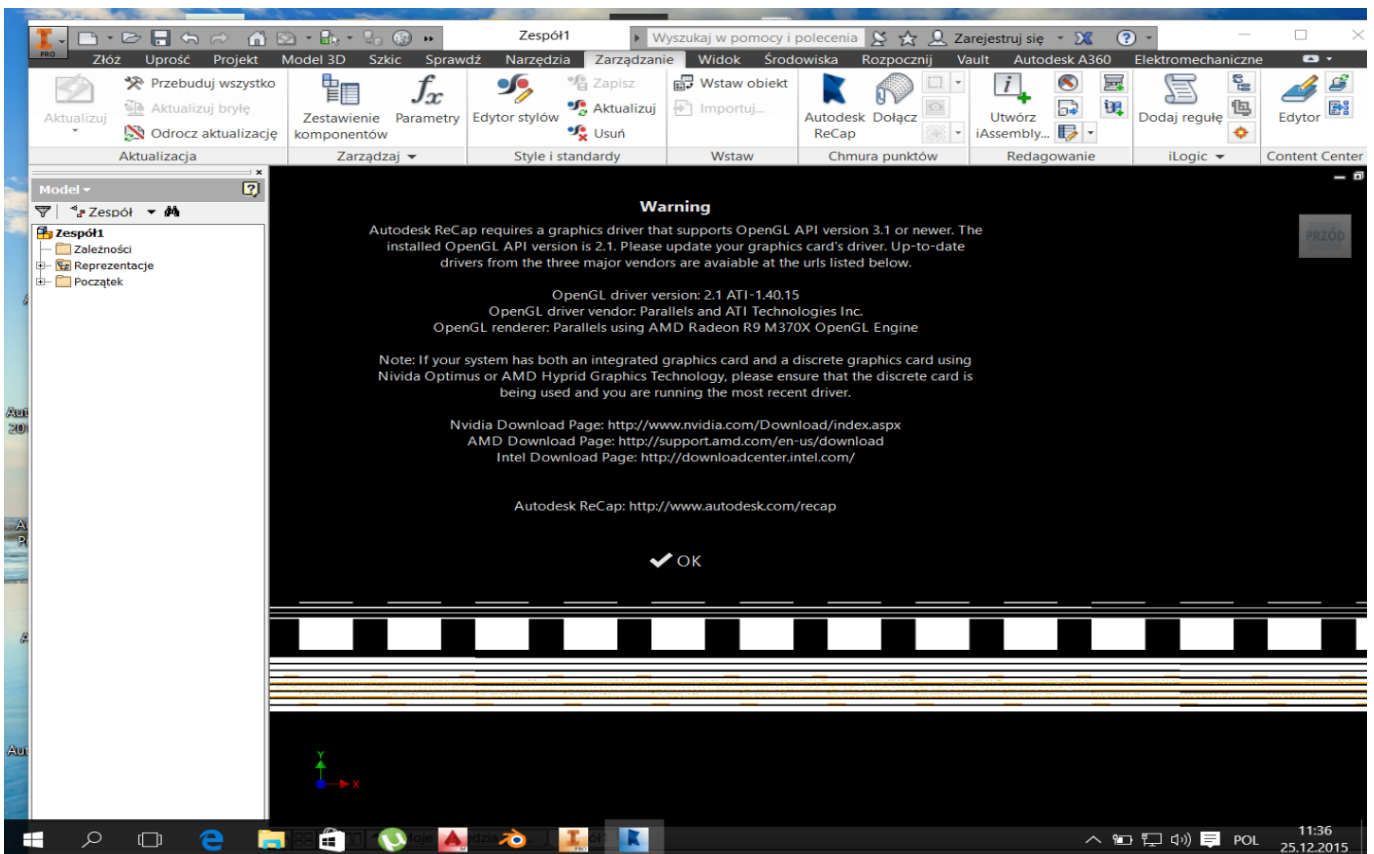 PRO
Zespół1
Wyszukaj w pomocy i polecenia
Zarejestruj się
Złóż Uprość Projekt Model 3D Szkic Sprawdź Narzędzia Zarządzanie Widok Środowiska Rozpocznij Vault Autodesk A360 Elektromechaniczne
Aktualizuj
Przebuduj wszystko
Aktualizuj bryłę
Odrocz aktualizację
Zestawienie komponentów
Parametry
Edytor stylów
Zapisz
Aktualizuj
Usuń
Wstaw obiekt
Importuj...
Autodesk ReCap
Dołącz
Utwórz iAssembly...
Dodaj regułę
Edytor
Aktualizacja Zarządzaj Style i standardy Wstaw Chmura punktów Redagowanie iLogic Content Center
Model
Zespół
Zespół1
Zależności
Reprezentacje
Początek
PRZÓD
Warning
Autodesk ReCap requires a graphics driver that supports OpenGL API version 3.1 or newer. The
installed OpenGL API version is 2.1. Please update your graphics card's driver. Up-to-date
drivers from the three major vendors are avaiable at the urls listed below.
OpenGL driver version: 2.1 ATI-1.40.15
OpenGL driver vendor: Parallels and ATI Technologies Inc.
OpenGL renderer: Parallels using AMD Radeon R9 M370X OpenGL Engine
Note: If your system has both an integrated graphics card and a discrete graphics card using
Nivida Optimus or AMD Hyprid Graphics Technology, please ensure that the discrete card is
being used and you are running the most recent driver.
Nvidia Download Page: http://www.nvidia.com/Download/index.aspx
AMD Download Page: http://support.amd.com/en-us/download
Intel Download Page: http://downloadcenter.intel.com/
Autodesk ReCap: http://www.autodesk.com/recap
OK
Y
X
POL
11:36
25.12.2015